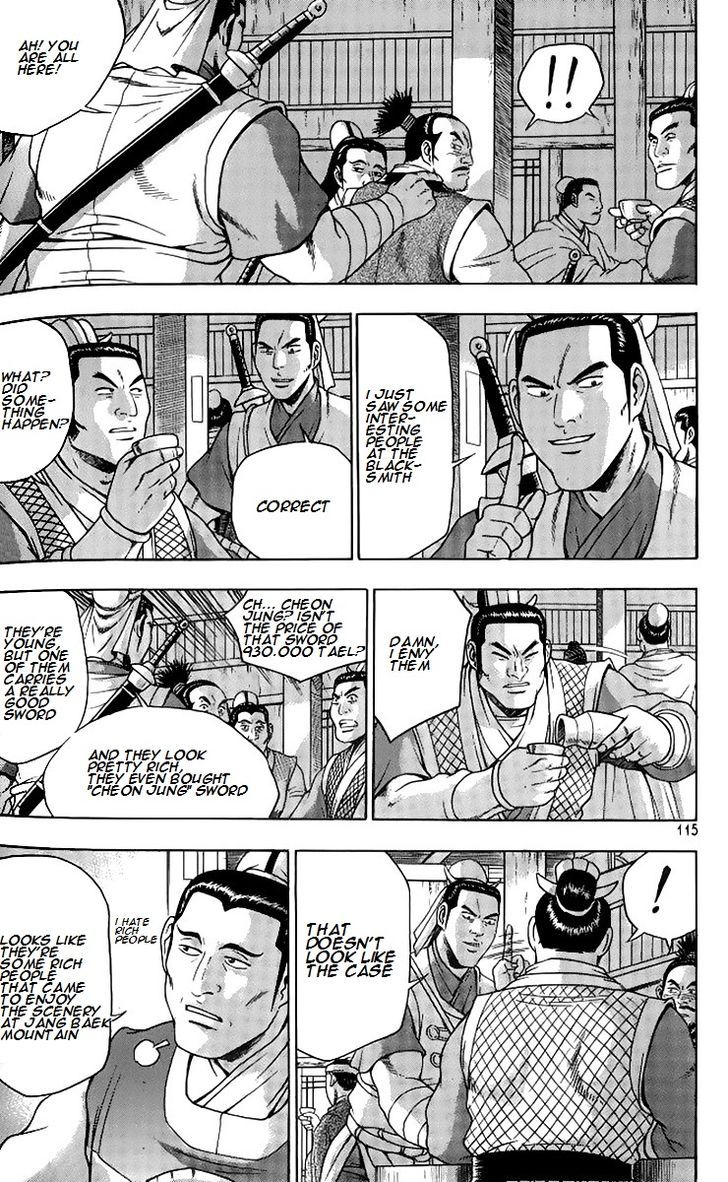 AH! YOU
ARE ALL
HERE!
!!
WHAT?
DID
SOME-
THING
HAPPEN?
CORRECT
I JUST
SAW SOME
INTER-
ESTING
PEOPLE
AT THE
BLACK-
SMITH
THEY'RE
YOUNG,
BUT ONE
OF THEM
CARRIES
A REALLY
GOOD
SWORD
CH... CHEON
JUNG? ISN'T
THE PRICE OF
THAT SWORD
930.000 TAEL?
AND THEY LOOK
PRETTY RICH,
THEY EVEN BOUGHT
"CHEON JUNG" SWORD
DAMN,
I ENVY
THEM
115
LOOKS LIKE
THEY'RE
SOME RICH
PEOPLE
THAT CAME
TO ENJOY
THE SCENERY
AT JANG BAEK
MOUNTAIN
I HATE
RICH
PEOPLE
THAT
DOESN'T
LOOK LIKE
THE CASE
!